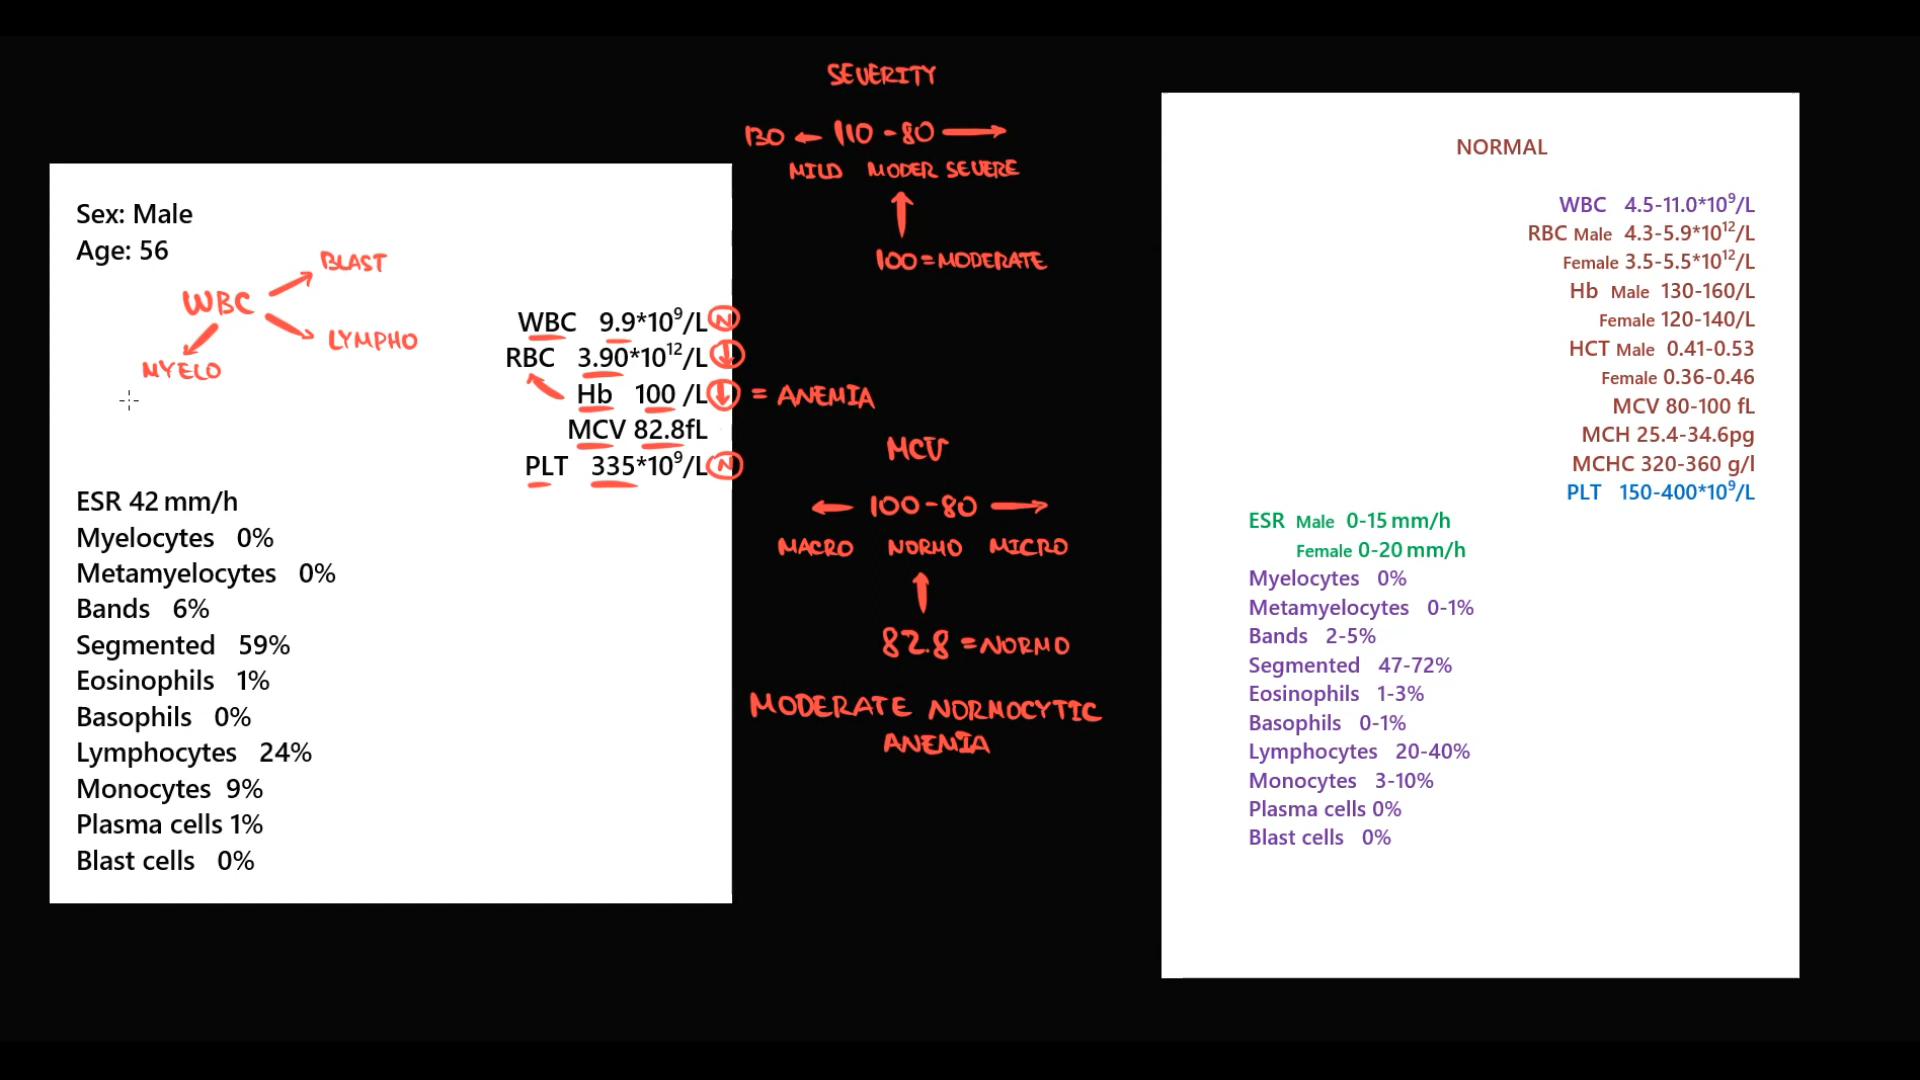 SEVERITY
130 ← 110 - 80 →
MILD MODER SEVERE
100 = MODERATE
Sex: Male
Age: 56
WBC
BLAST
LYMPHO
MYELO
WBC 9.9*10⁹/L N
RBC 3.90*10¹²/L ↓
Hb 100 /L ↓ = ANEMIA
MCV 82.8fL
PLT 335*10⁹/L N
ESR 42 mm/h
Myelocytes 0%
Metamyelocytes 0%
Bands 6%
Segmented 59%
Eosinophils 1%
Basophils 0%
Lymphocytes 24%
Monocytes 9%
Plasma cells 1%
Blast cells 0%
MCV
← 100 - 80 →
MACRO NORMO MICRO
82.8 = NORMO
MODERATE NORMOCYTIC
ANEMIA
NORMAL
WBC 4.5-11.0*10⁹/L
RBC Male 4.3-5.9*10¹²/L
Female 3.5-5.5*10¹²/L
Hb Male 130-160/L
Female 120-140/L
HCT Male 0.41-0.53
Female 0.36-0.46
MCV 80-100 fL
MCH 25.4-34.6pg
MCHC 320-360 g/l
PLT 150-400*10⁹/L
ESR Male 0-15 mm/h
Female 0-20 mm/h
Myelocytes 0%
Metamyelocytes 0-1%
Bands 2-5%
Segmented 47-72%
Eosinophils 1-3%
Basophils 0-1%
Lymphocytes 20-40%
Monocytes 3-10%
Plasma cells 0%
Blast cells 0%